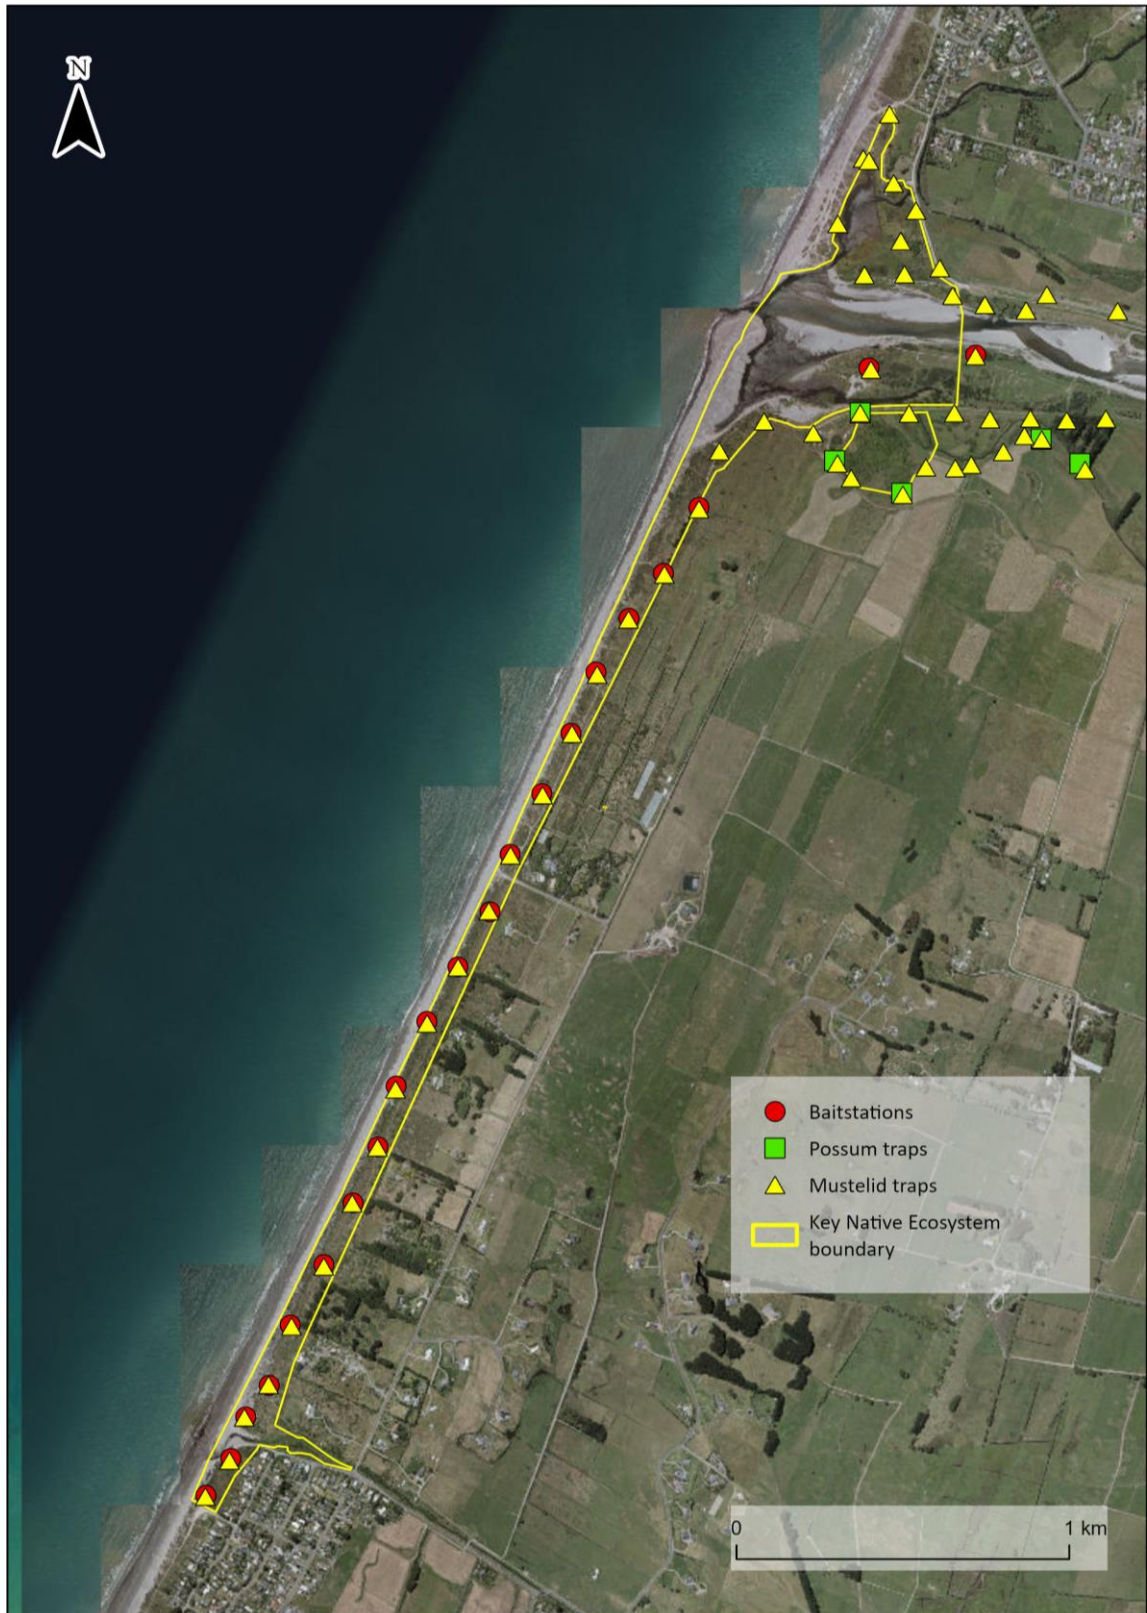 N
Baitstations
Possum traps
Mustelid traps
Key Native Ecosystem
boundary
0
1 km